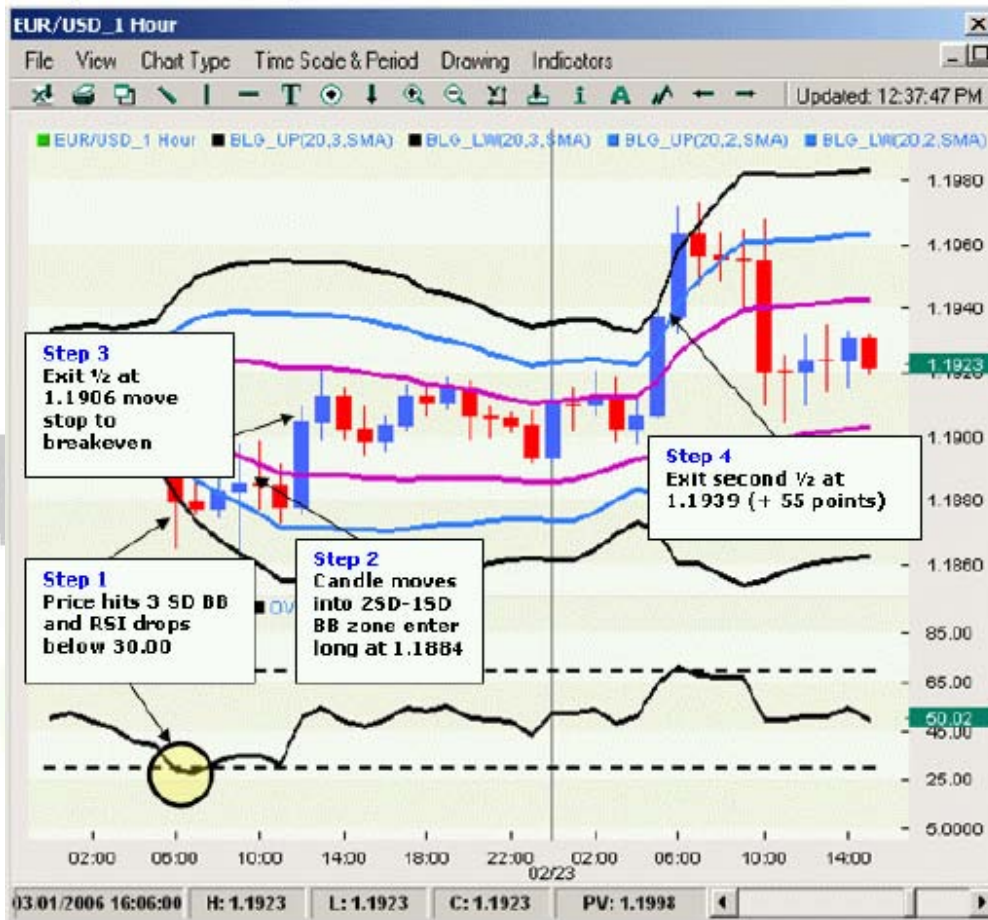 EUR/USD_1 Hour
File View Chart Type Time Scale & Period Drawing Indicators
Updated: 12:37:47 PM
EUR/USD_1 Hour BLG_UP(20,3,SMA) BLG_LW(20,3,SMA) BLG_UP(20,2,SMA) BLG_LW(20,2,SMA)
1.1980
1.1960
1.1940
1.1923
1.1920
1.1900
1.1880
1.1860
Step 3
Exit ½ at
1.1906 move
stop to
breakeven
Step 4
Exit second ½ at
1.1939 (+ 55 points)
Step 1
Price hits 3 SD BB
and RSI drops
below 30.00
Step 2
Candle moves
into 2SD-1SD
BB zone enter
long at 1.1884
85.00
65.00
50.02
45.00
25.00
5.0000
02:00 06:00 10:00 14:00 18:00 22:00 02:00 06:00 10:00 14:00
02/23
03.01/2006 16:06:00 H: 1.1923 L: 1.1923 C: 1.1923 PV: 1.1998